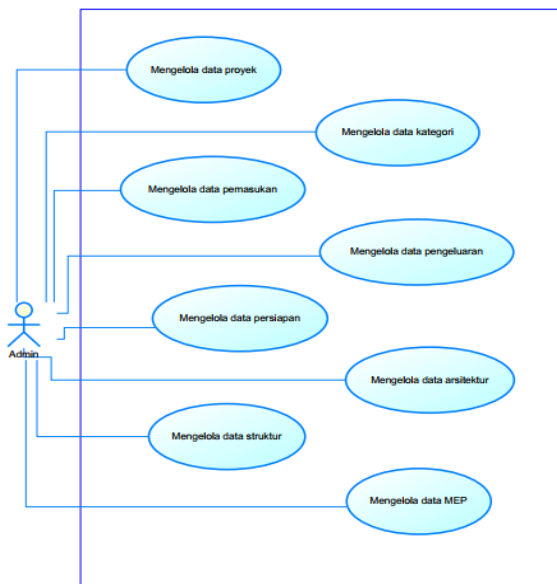 Mengelola data proyek
Mengelola data kategori
Mengelola data pemasukan
Mengelola data pengeluaran
Mengelola data persiapan
Admin
Mengelola data arsitektur
Mengelola data struktur
Mengelola data MEP